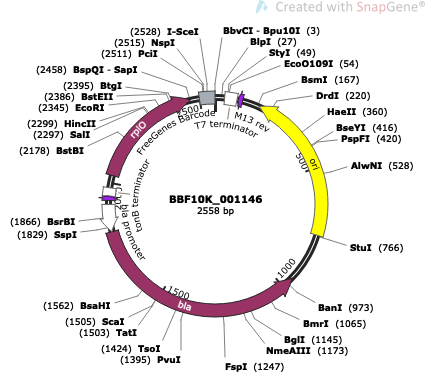 Created with SnapGene®
(2528) I-SceI
(2515) NspI
(2511) PciI
(2458) BspQI - SapI
(2395) BtgI
(2386) BstEII
(2345) EcoRI
(2299) HincII
(2297) SalI
(2178) BstBI
(1866) BsrBI
(1829) SspI
(1562) BsaHI
(1505) ScaI
(1503) TatI
(1424) TsoI
(1395) PvuI
FspI (1247)
NmeAIII (1173)
BglI (1145)
BmrI (1065)
BanI (973)
StuI (766)
AlwNI (528)
PspFI (420)
BseYI (416)
HaeII (360)
DrdI (220)
BsmI (167)
EcoO109I (54)
StyI (49)
BlpI (27)
BbvCI - Bpu10I (3)
FreeGenes Barcode
T7 terminator
M13 rev
ori
rplO
tonB terminator
bla promoter
bla
500
1000
1500
2500
BBF10K_001146
2558 bp